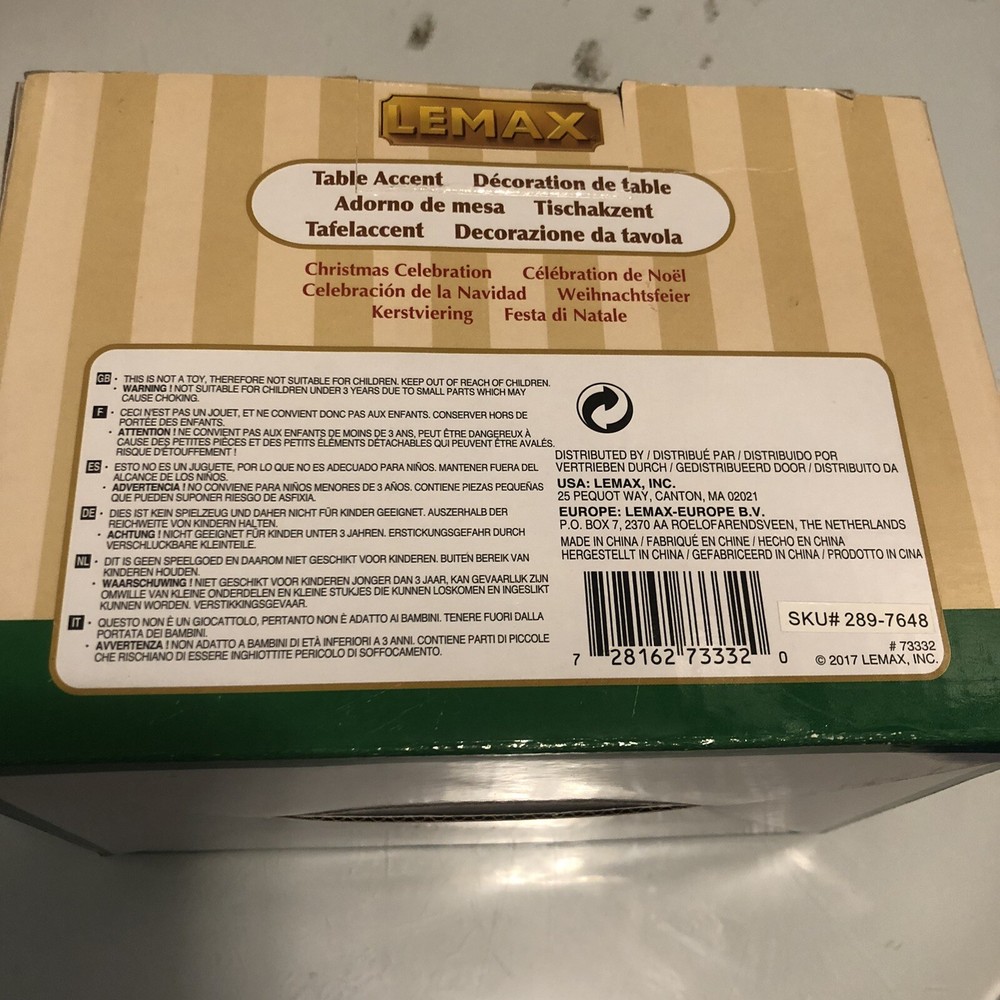 LEMAX
Table Accent Décoration de table
Adorno de mesa Tischakzent
Tafelaccent Decorazione da tavola
Christmas Celebration Célébration de Noël
Celebración de la Navidad Weihnachtsfeier
Kerstviering Festa di Natale
GB • THIS IS NOT A TOY, THEREFORE NOT SUITABLE FOR CHILDREN. KEEP OUT OF REACH OF CHILDREN.
• WARNING ! NOT SUITABLE FOR CHILDREN UNDER 3 YEARS DUE TO SMALL PARTS WHICH MAY
CAUSE CHOKING.
F • CECI N'EST PAS UN JOUET, ET NE CONVIENT DONC PAS AUX ENFANTS. CONSERVER HORS DE
PORTÉE DES ENFANTS.
• ATTENTION ! NE CONVIENT PAS AUX ENFANTS DE MOINS DE 3 ANS, PEUT ÊTRE DANGEREUX À
CAUSE DES PETITES PIÈCES ET DES PETITS ÉLÉMENTS DÉTACHABLES QUI PEUVENT ÊTRE AVALÉS.
RISQUE D'ÉTOUFFEMENT !
ES • ESTO NO ES UN JUGUETE, POR LO QUE NO ES ADECUADO PARA NIÑOS. MANTENER FUERA DEL
ALCANCE DE LOS NIÑOS.
• ADVERTENCIA ! NO CONVIENE PARA NIÑOS MENORES DE 3 AÑOS. CONTIENE PIEZAS PEQUEÑAS
QUE PUEDEN SUPONER RIESGO DE ASFIXIA.
DE • DIES IST KEIN SPIELZEUG UND DAHER NICHT FÜR KINDER GEEIGNET. AUSZERHALB DER
REICHWEITE VON KINDERN HALTEN.
• ACHTUNG ! NICHT GEEIGNET FÜR KINDER UNTER 3 JAHREN. ERSTICKUNGSGEFAHR DURCH
VERSCHLUCKBARE KLEINTEILE.
NL • DIT IS GEEN SPEELGOED EN DAAROM NIET GESCHIKT VOOR KINDEREN. BUITEN BEREIK VAN
KINDEREN HOUDEN.
• WAARSCHUWING ! NIET GESCHIKT VOOR KINDEREN JONGER DAN 3 JAAR, KAN GEVAARLIJK ZIJN
OMWILLE VAN KLEINE ONDERDELEN EN KLEINE STUKJES DIE KUNNEN LOSKOMEN EN INGESLIKT
KUNNEN WORDEN. VERSTIKKINGSGEVAAR.
IT • QUESTO NON È UN GIOCATTOLO, PERTANTO NON È ADATTO AI BAMBINI. TENERE FUORI DALLA
PORTATA DEI BAMBINI.
• AVVERTENZA ! NON ADATTO A BAMBINI DI ETÀ INFERIORI A 3 ANNI. CONTIENE PARTI DI PICCOLE
CHE RISCHIANO DI ESSERE INGHIOTTITE PERICOLO DI SOFFOCAMENTO.
DISTRIBUTED BY / DISTRIBUÉ PAR / DISTRIBUIDO POR
VERTRIEBEN DURCH / GEDISTRIBUEERD DOOR / DISTRIBUITO DA
USA: LEMAX, INC.
25 PEQUOT WAY, CANTON, MA 02021
EUROPE: LEMAX-EUROPE B.V.
P.O. BOX 7, 2370 AA ROELOFARENDSVEEN, THE NETHERLANDS
MADE IN CHINA / FABRIQUÉ EN CHINE / HECHO EN CHINA
HERGESTELLT IN CHINA / GEFABRICEERD IN CHINA / PRODOTTO IN CINA
7 28162 73332 0
SKU# 289-7648
# 73332
© 2017 LEMAX, INC.